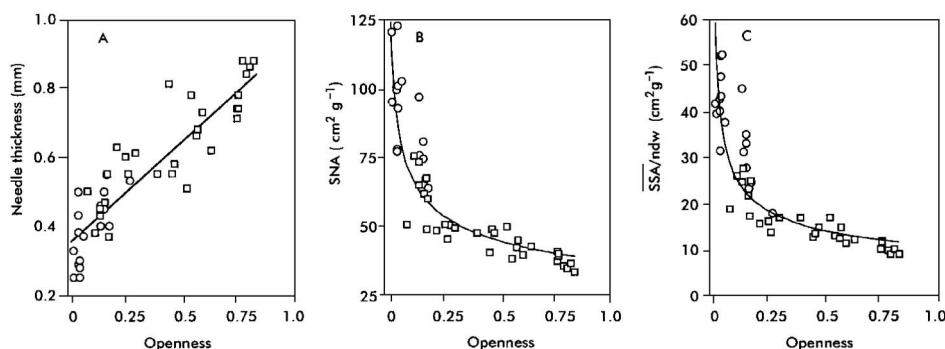 A
Needle thickness (mm)
1.0
0.8
0.6
0.4
0.2
0 0.25 0.5 0.75 1.0
Openness
B
SNA ( cm² g⁻¹)
125
100
75
50
25
0 0.25 0.5 0.75 1.0
Openness
C
SSA/ndw (cm²g⁻¹)
60
50
40
30
20
10
0
0 0.25 0.5 0.75 1.0
Openness